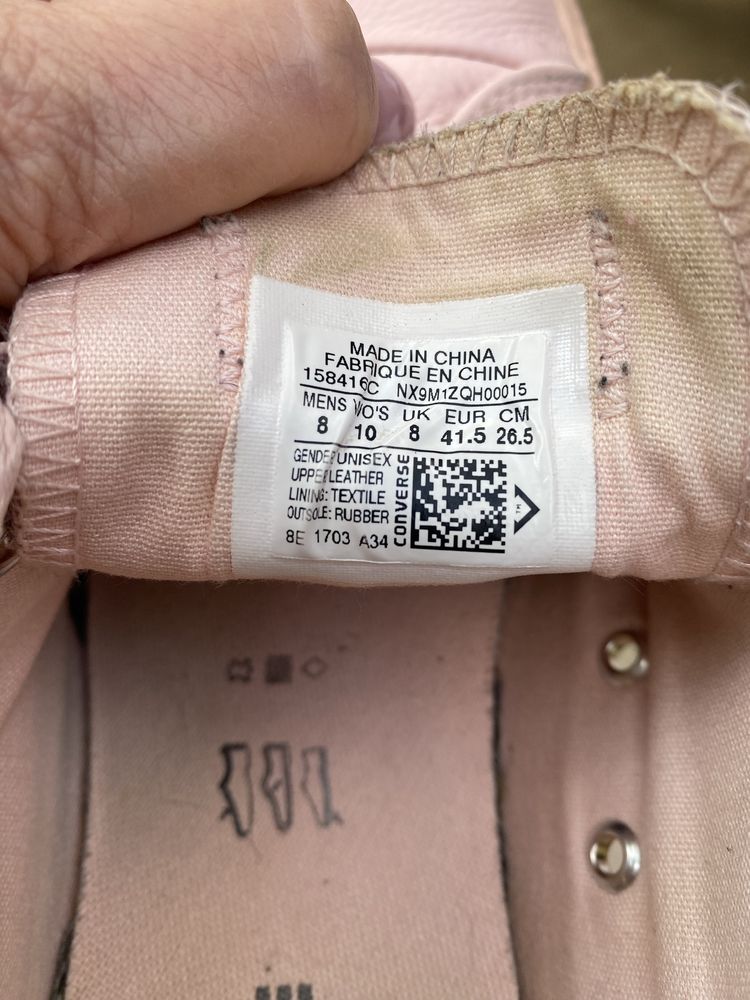 MADE IN CHINA
FABRIQUE EN CHINE
158416C NX9M1ZQH00015
MENS WO'S UK EUR CM
8 10 8 41.5 26.5
GENDER UNISEX
UPPER LEATHER
LINING: TEXTILE
OUTSOLE: RUBBER
8E 1703 A34
CONVERSE
TM